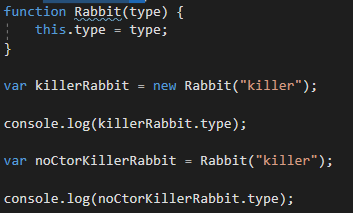 function Rabbit(type) {
    this.type = type;
}
var killerRabbit = new Rabbit("killer");
console.log(killerRabbit.type);
var noCtorKillerRabbit = Rabbit("killer");
console.log(noCtorKillerRabbit.type);